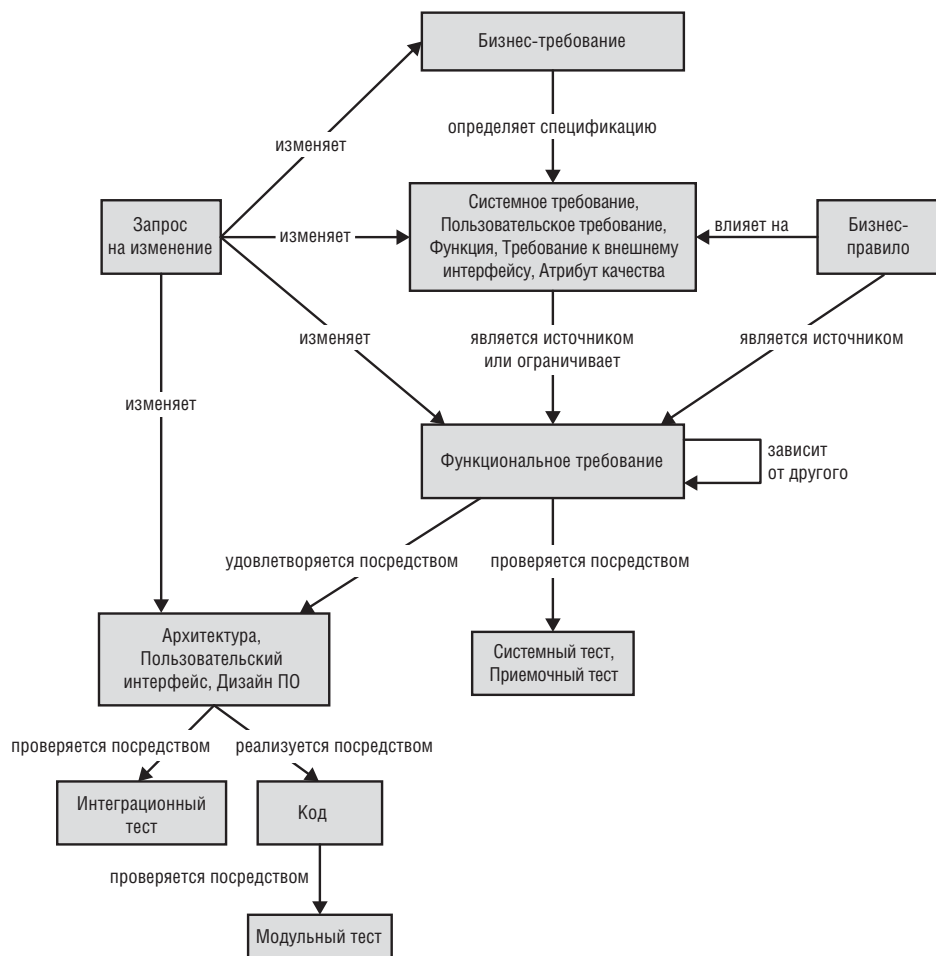 Бизнес-требование
определяет спецификацию
изменяет
Системное требование,
Пользовательское требование,
Функция, Требование к внешнему
интерфейсу, Атрибут качества
Запрос
на изменение
изменяет
влияет на
Бизнес-
правило
изменяет
является источником
или ограничивает
является источником
изменяет
Функциональное требование
зависит
от другого
удовлетворяется посредством
проверяется посредством
Архитектура,
Пользовательский
интерфейс, Дизайн ПО
Системный тест,
Приемочный тест
проверяется посредством
реализуется посредством
Интеграционный
тест
Код
проверяется посредством
Модульный тест